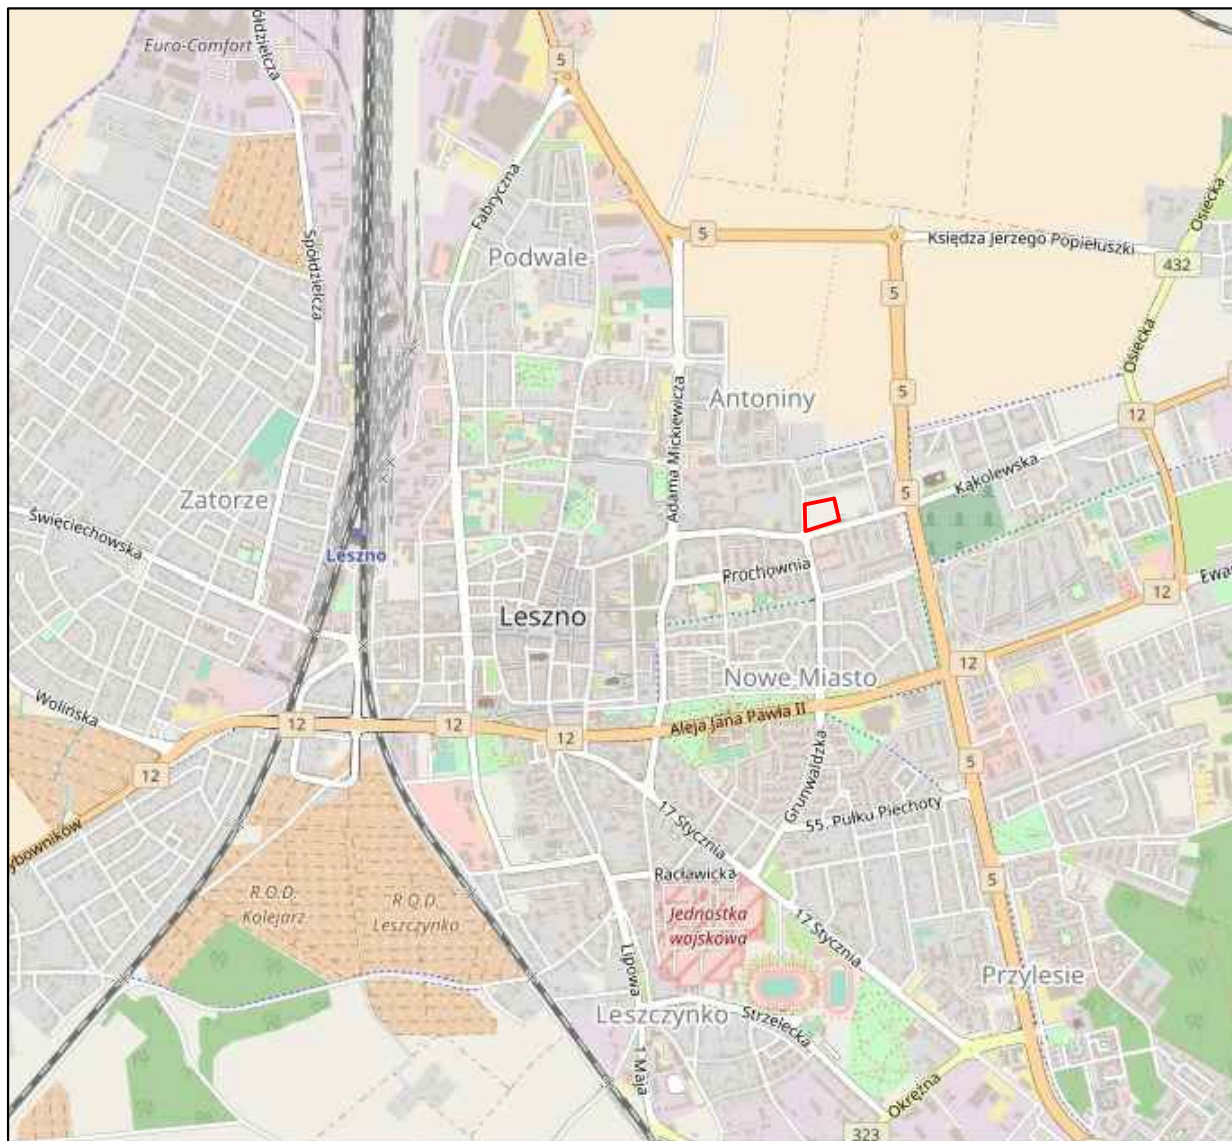 ółdzielcza
Euro-Comfort
5
Fabryczna
Osiecka
Spółdzielcza
Podwale
5
Księdza Jerzego Popiełuszki
432
5
Osiecka
Adama Mickiewicza
Antoniny
5
12
Zatorze
Kąkolewska
5
Święciechowska
Leszno
Prochownia
12
Ewa
Leszno
12
Nowe Miasto
Wolińska
12
12
12
Aleja Jana Pawła II
12
5
Grunwaldzka
55. Pułku Piechoty
17 Stycznia
ybowników
Racławicka
5
R.O.D.
Kolejarz
R.O.D.
Leszczynko
Jednostka
wojskowa
17 Stycznia
Lipowa
Przylesie
Leszczynko
Strzelecka
1 Maja
Okrężna
323